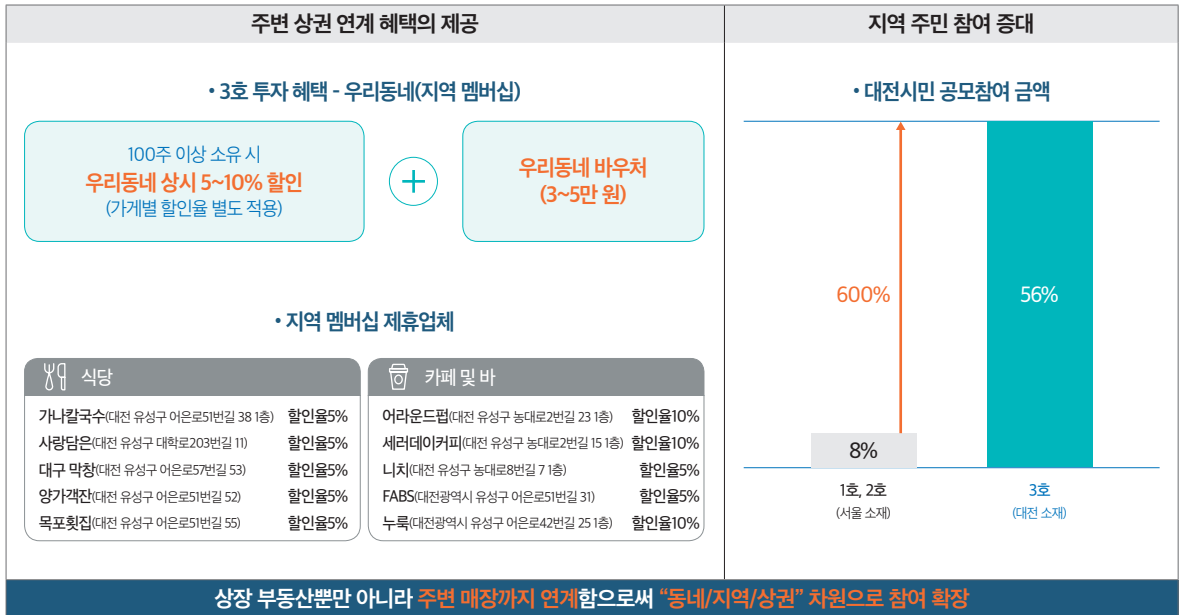 주변 상권 연계 혜택의 제공
• 3호 투자 혜택 - 우리동네(지역 멤버십)
100주 이상 소유 시
우리동네 상시 5~10% 할인
(가게별 할인율 별도 적용)
+
우리동네 바우처
(3~5만 원)
• 지역 멤버십 제휴업체
식당
가나칼국수(대전 유성구 어은로51번길 38 1층) 할인율5%
사랑담은(대전 유성구 대학로203번길 11) 할인율5%
대구 막창(대전 유성구 어은로57번길 53) 할인율5%
양가객잔(대전 유성구 어은로51번길 52) 할인율5%
목포횟집(대전 유성구 어은로51번길 55) 할인율5%
카페 및 바
어라운드펍(대전 유성구 농대로2번길 23 1층) 할인율10%
세러데이커피(대전 유성구 농대로2번길 15 1층) 할인율10%
니치(대전 유성구 농대로8번길 7 1층) 할인율5%
FABS(대전광역시 유성구 어은로51번길 31) 할인율5%
누룩(대전광역시 유성구 어은로42번길 25 1층) 할인율10%
지역 주민 참여 증대
• 대전시민 공모참여 금액
600%
56%
8%
1호, 2호
(서울 소재)
3호
(대전 소재)
상장 부동산뿐만 아니라 주변 매장까지 연계함으로써 “동네/지역/상권” 차원으로 참여 확장